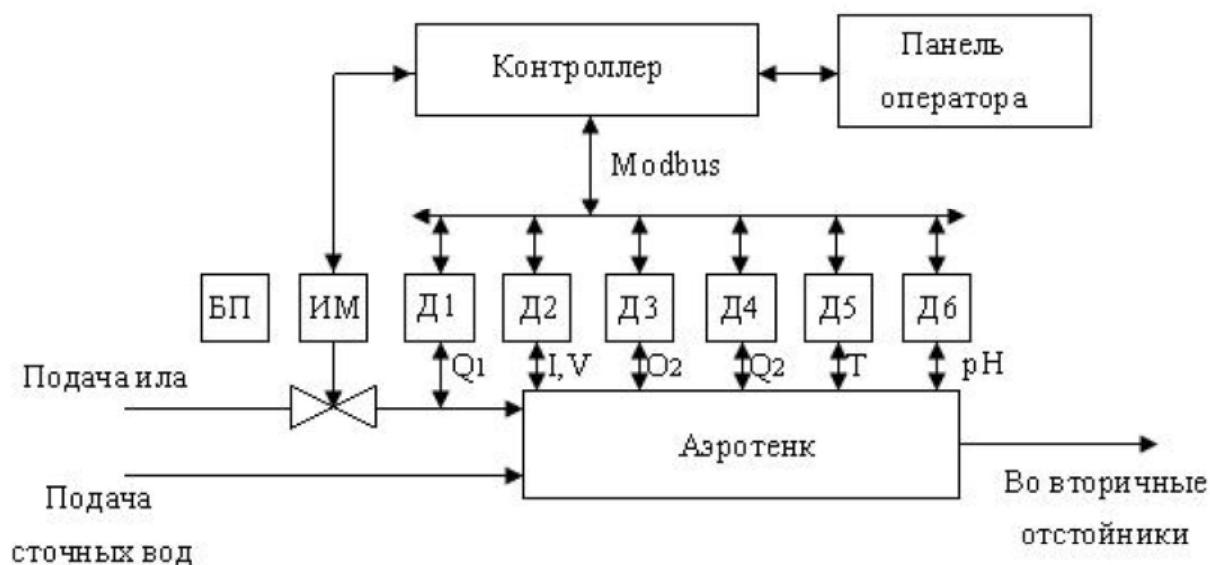 Контроллер
Панель
оператора
Modbus
БП
ИМ
Д1
Д2
Д3
Д4
Д5
Д6
Q1
I, V
O2
Q2
T
pH
Подача ила
Аэротенк
Подача
сточных вод
Во вторичные
отстойники